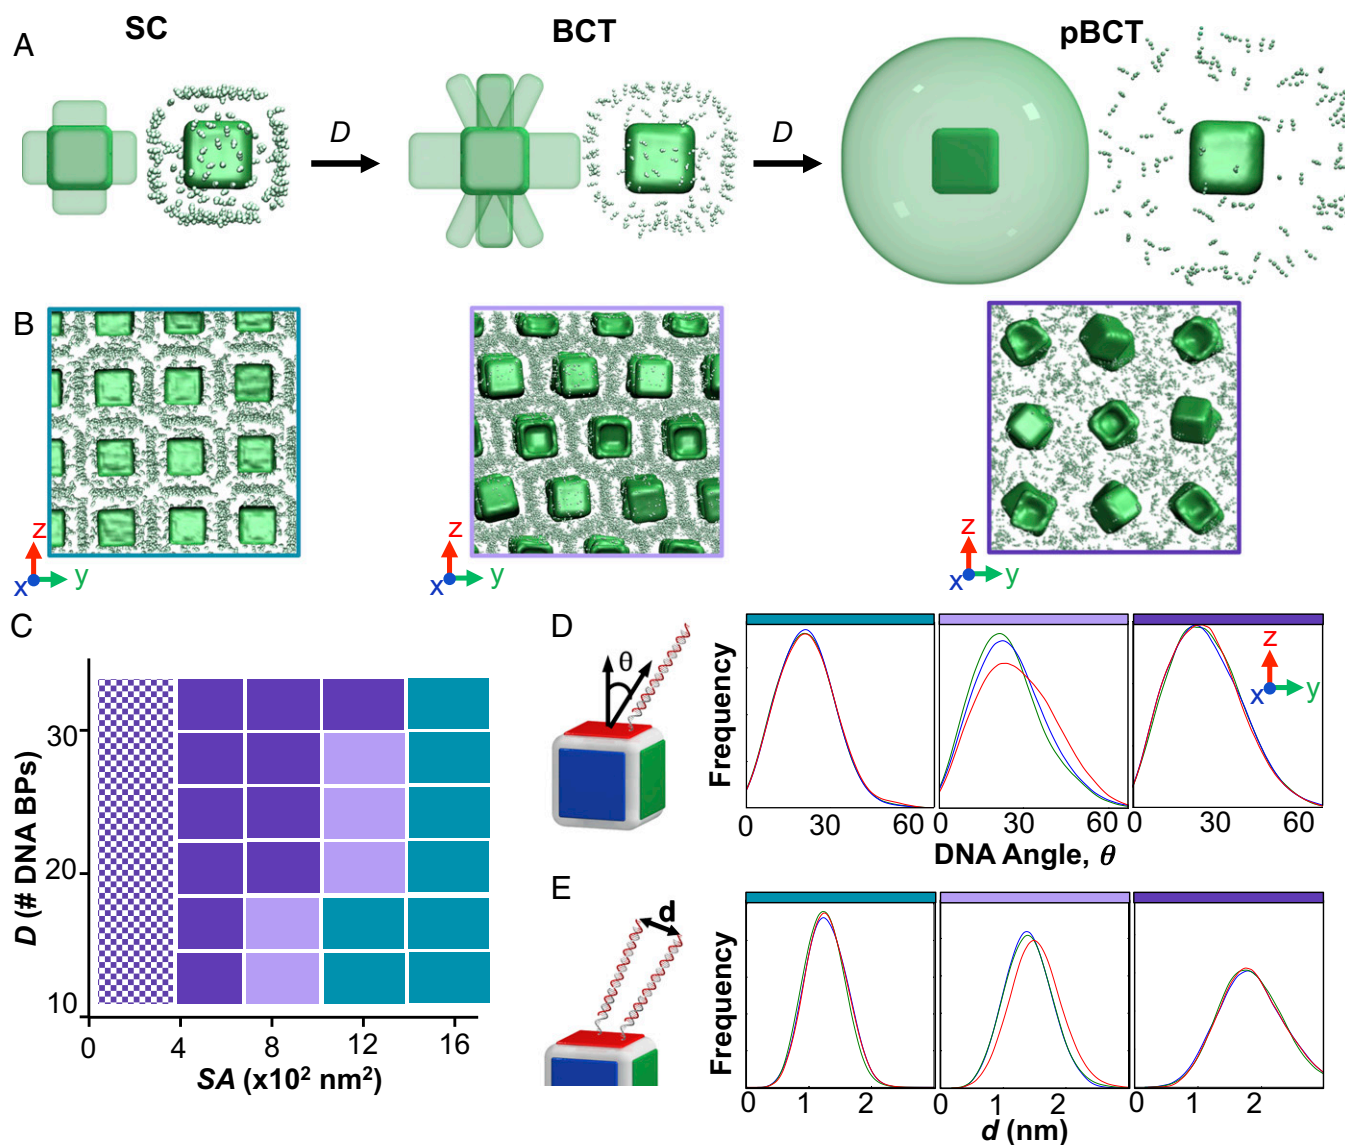 A
SC
BCT
pBCT
D
D
B
z
x
y
z
x
y
z
x
y
C
D (# DNA BPs)
30
20
10
0
4
8
12
16
SA (x10² nm²)
D
θ
Frequency
z
x
y
0
30
60
0
30
60
0
30
60
DNA Angle, θ
E
d
Frequency
0
1
2
0
1
2
0
1
2
d (nm)